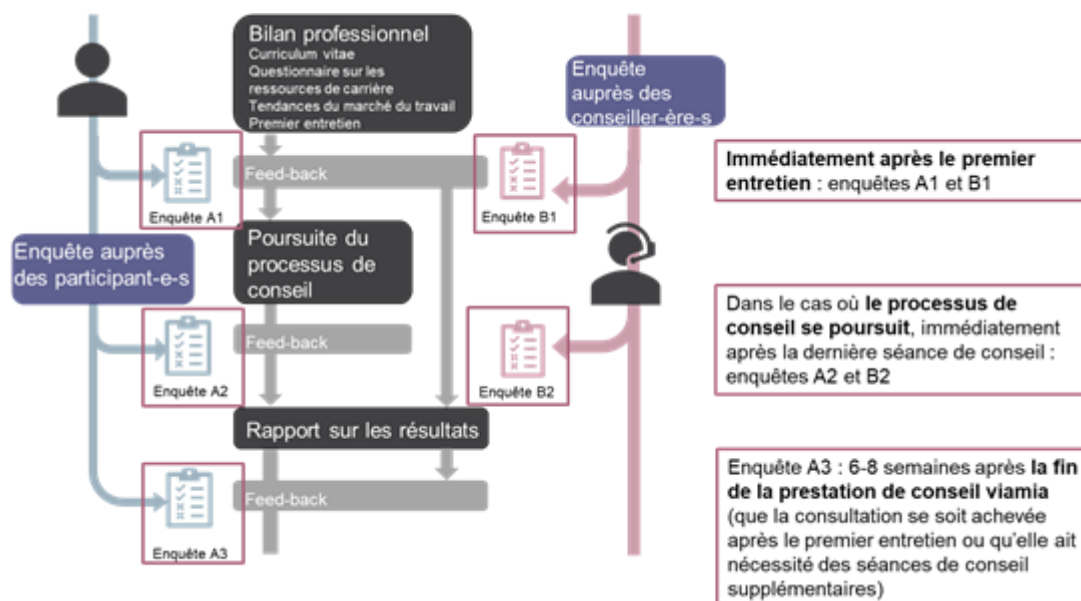 Bilan professionnel
Curriculum vitae
Questionnaire sur les
ressources de carrière
Tendances du marché du travail
Premier entretien
Enquête
auprès des
conseiller-ère-s
Feed-back
Enquête A1
Enquête B1
Immédiatement après le premier
entretien : enquêtes A1 et B1
Enquête auprès
des participant-e-s
Poursuite du
processus de
conseil
Feed-back
Enquête A2
Enquête B2
Dans le cas où le processus de
conseil se poursuit, immédiatement
après la dernière séance de conseil :
enquêtes A2 et B2
Rapport sur les résultats
Feed-back
Enquête A3
Enquête A3 : 6-8 semaines après la fin
de la prestation de conseil viamia
(que la consultation se soit achevée
après le premier entretien ou qu'elle ait
nécessité des séances de conseil
supplémentaires)